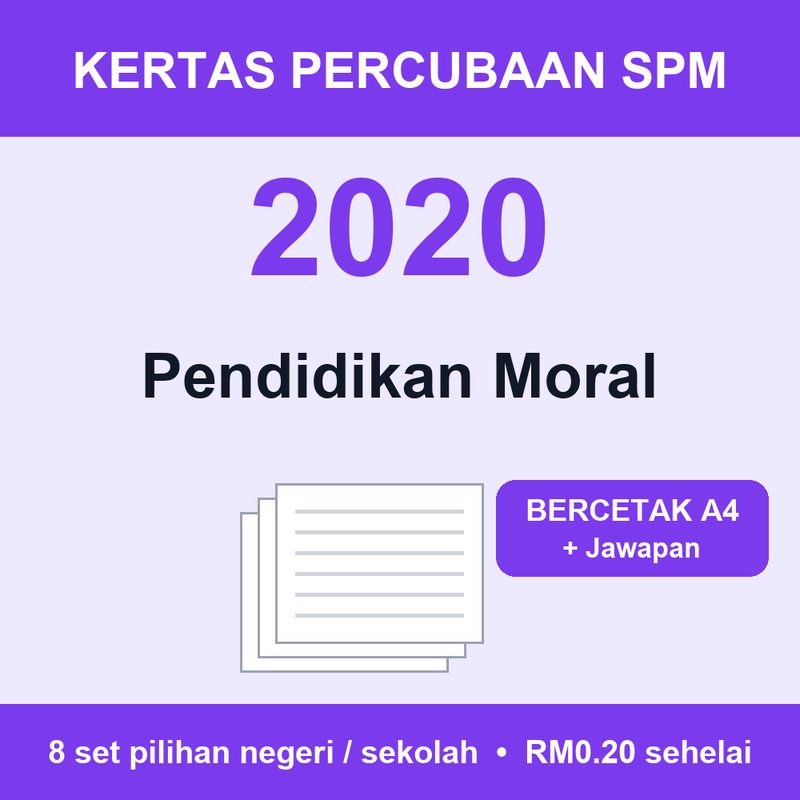 KERTAS PERCUBAAN SPM
2020
Pendidikan Moral
BERCETAK A4
+ Jawapan
8 set pilihan negeri / sekolah • RM0.20 sehelai